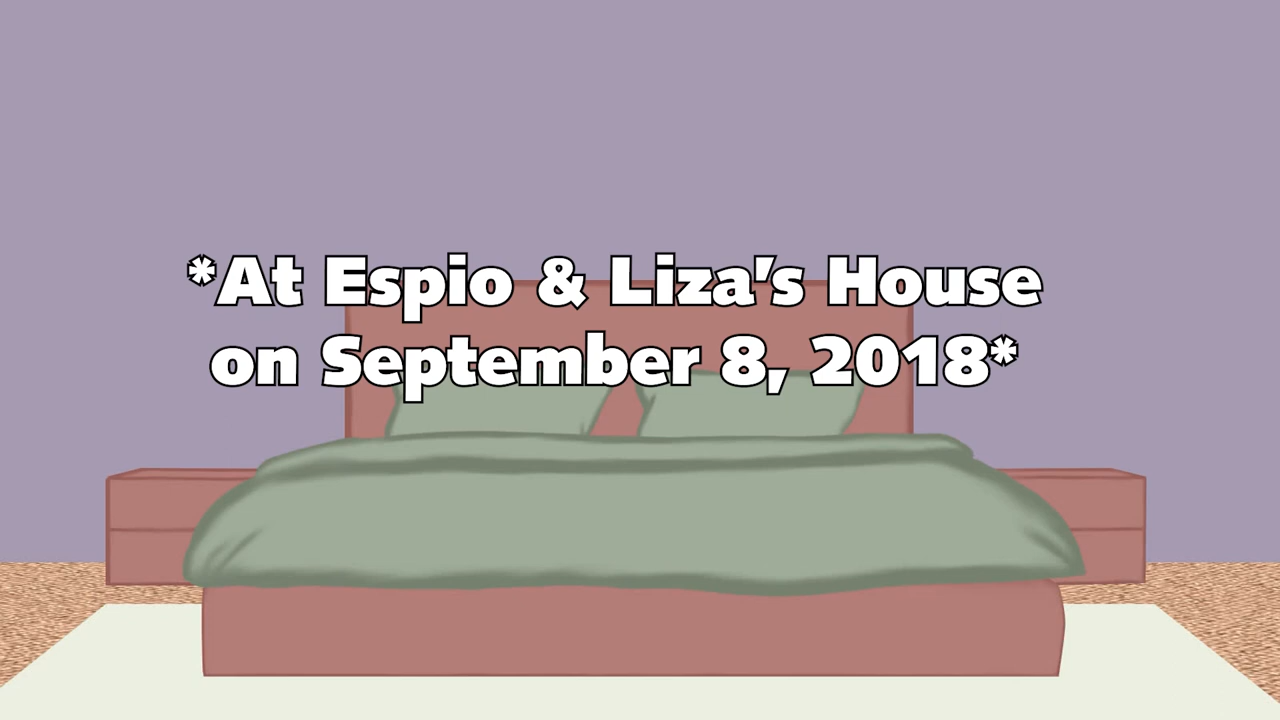 *At Espio & Liza's House
on September 8, 2018*